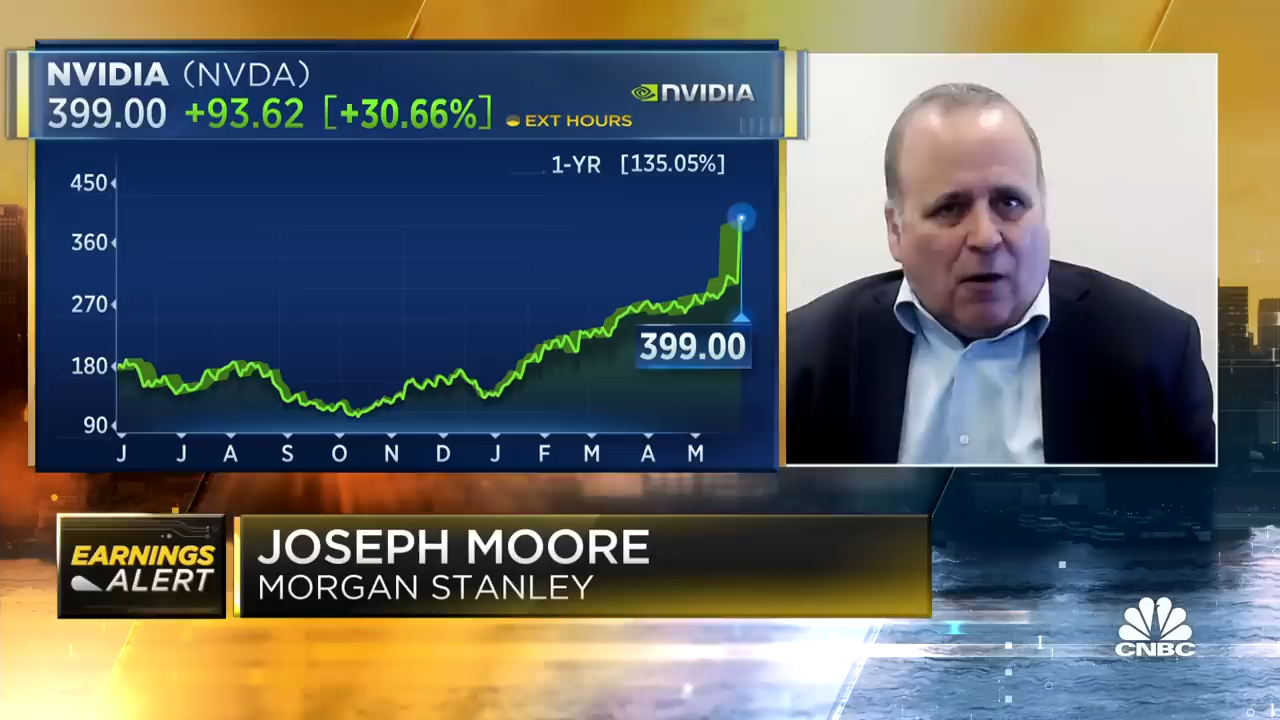 NVIDIA (NVDA)
399.00 +93.62 [+30.66%] EXT HOURS
NVIDIA
1-YR [135.05%]
450
360
270
180
90
399.00
J J A S O N D J F M A M
EARNINGS
ALERT
JOSEPH MOORE
MORGAN STANLEY
CNBC